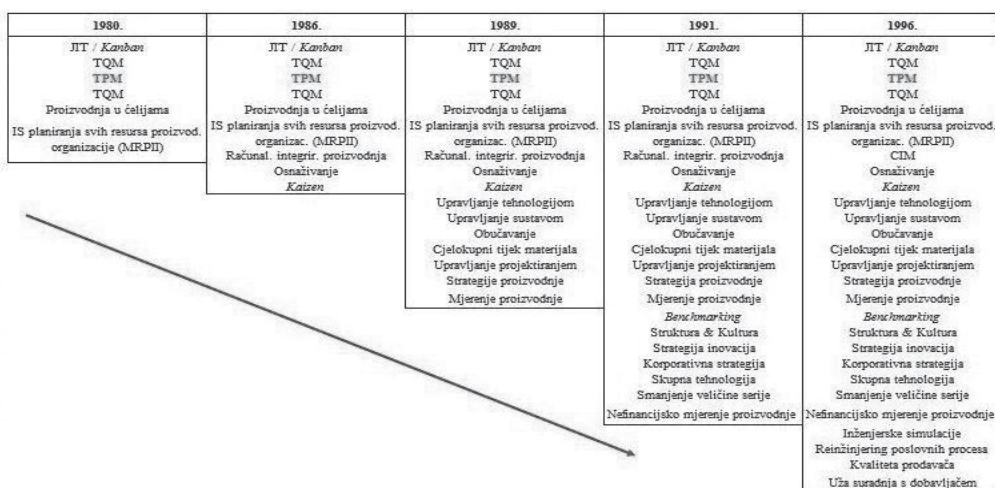 1980.
JIT / Kanban
TQM
TPM
TQM
Proizvodnja u ćelijama
IS planiranja svih resursa proizvod.
organizacije (MRPII)
1986.
JIT / Kanban
TQM
TPM
TQM
Proizvodnja u ćelijama
IS planiranja svih resursa proizvod.
organizac. (MRPII)
Računal. integrir. proizvodnja
Osnaživanje
Kaizen
1989.
JIT / Kanban
TQM
TPM
TQM
Proizvodnja u ćelijama
IS planiranja svih resursa proizvod.
organizac. (MRPII)
Računal. integrir. proizvodnja
Osnaživanje
Kaizen
Upravljanje tehnologijom
Upravljanje sustavom
Obučavanje
Cjelokupni tijek materijala
Upravljanje projektiranjem
Strategije proizvodnje
Mjerenje proizvodnje
1991.
JIT / Kanban
TQM
TPM
TQM
Proizvodnja u ćelijama
IS planiranja svih resursa proizvod.
organizac. (MRPII)
Računal. integrir. proizvodnja
Osnaživanje
Kaizen
Upravljanje tehnologijom
Upravljanje sustavom
Obučavanje
Cjelokupni tijek materijala
Upravljanje projektiranjem
Strategija proizvodnje
Mjerenje proizvodnje
Benchmarking
Struktura & Kultura
Strategija inovacija
Korporativna strategija
Skupna tehnologija
Smanjenje veličine serije
Nefinancijsko mjerenje proizvodnje
1996.
JIT / Kanban
TQM
TPM
TQM
Proizvodnja u ćelijama
IS planiranja svih resursa proizvod.
organizac. (MRPII)
CIM
Osnaživanje
Kaizen
Upravljanje tehnologijom
Upravljanje sustavom
Obučavanje
Cjelokupni tijek materijala
Upravljanje projektiranjem
Strategija proizvodnje
Mjerenje proizvodnje
Benchmarking
Struktura & Kultura
Strategija inovacija
Korporativna strategija
Skupna tehnologija
Smanjenje veličine serije
Nefinancijsko mjerenje proizvodnje
Inženjerske simulacije
Reinžinjering poslovnih procesa
Kvaliteta prodavača
Uža suradnja s dobavljačem